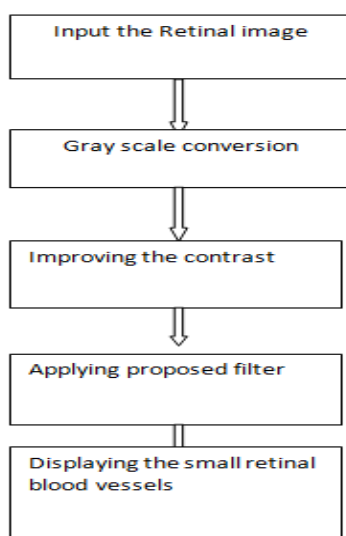 Input the Retinal image
Gray scale conversion
Improving the contrast
Applying proposed filter
Displaying the small retinal
blood vessels